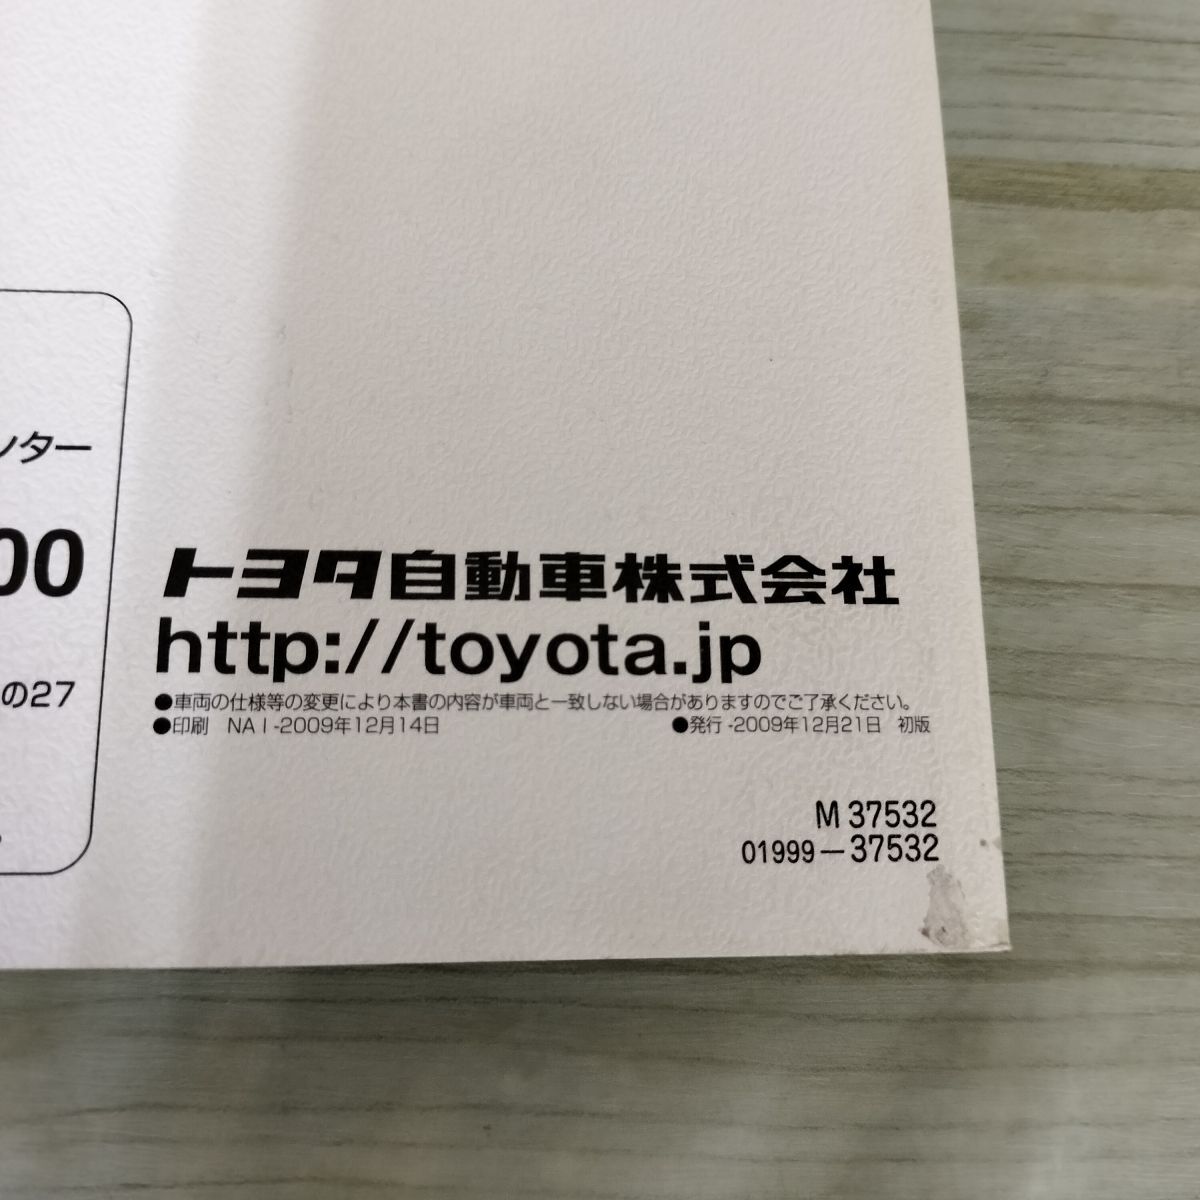 ンター
00
の27
トヨタ自動車株式会社
http://toyota.jp
●車両の仕様等の変更により本書の内容が車両と一致しない場合がありますのでご了承ください。
●印刷 NAI-2009年12月14日 ●発行-2009年12月21日 初版
M 37532
01999－37532